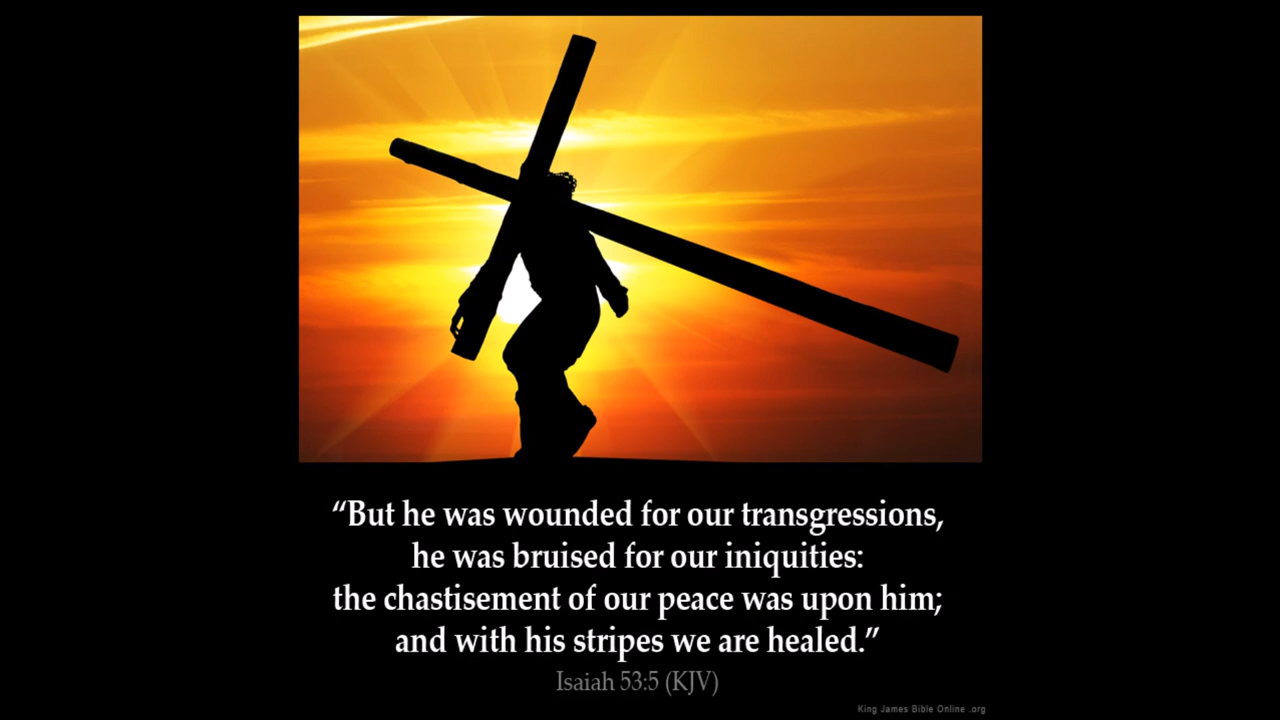 “But he was wounded for our transgressions,
he was bruised for our iniquities:
the chastisement of our peace was upon him;
and with his stripes we are healed.”
Isaiah 53:5 (KJV)
King James Bible Online .org